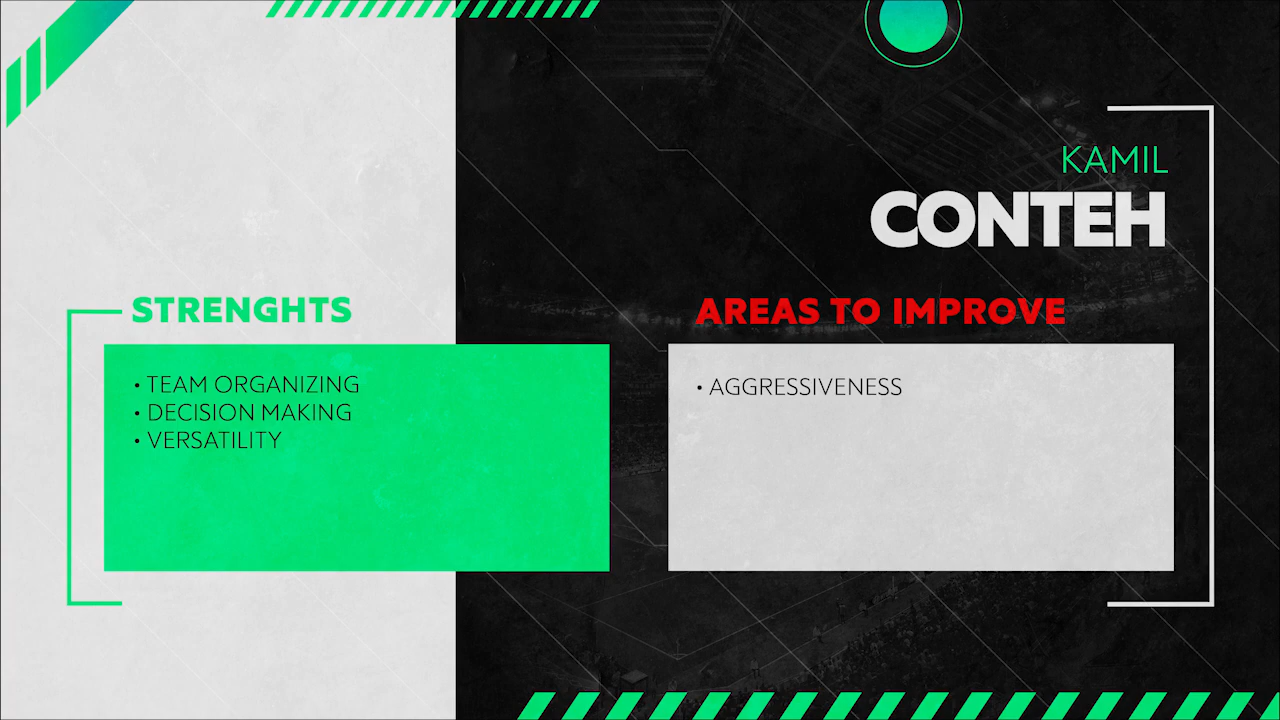 KAMIL
CONTEH
STRENGHTS
• TEAM ORGANIZING
• DECISION MAKING
• VERSATILITY
AREAS TO IMPROVE
• AGGRESSIVENESS